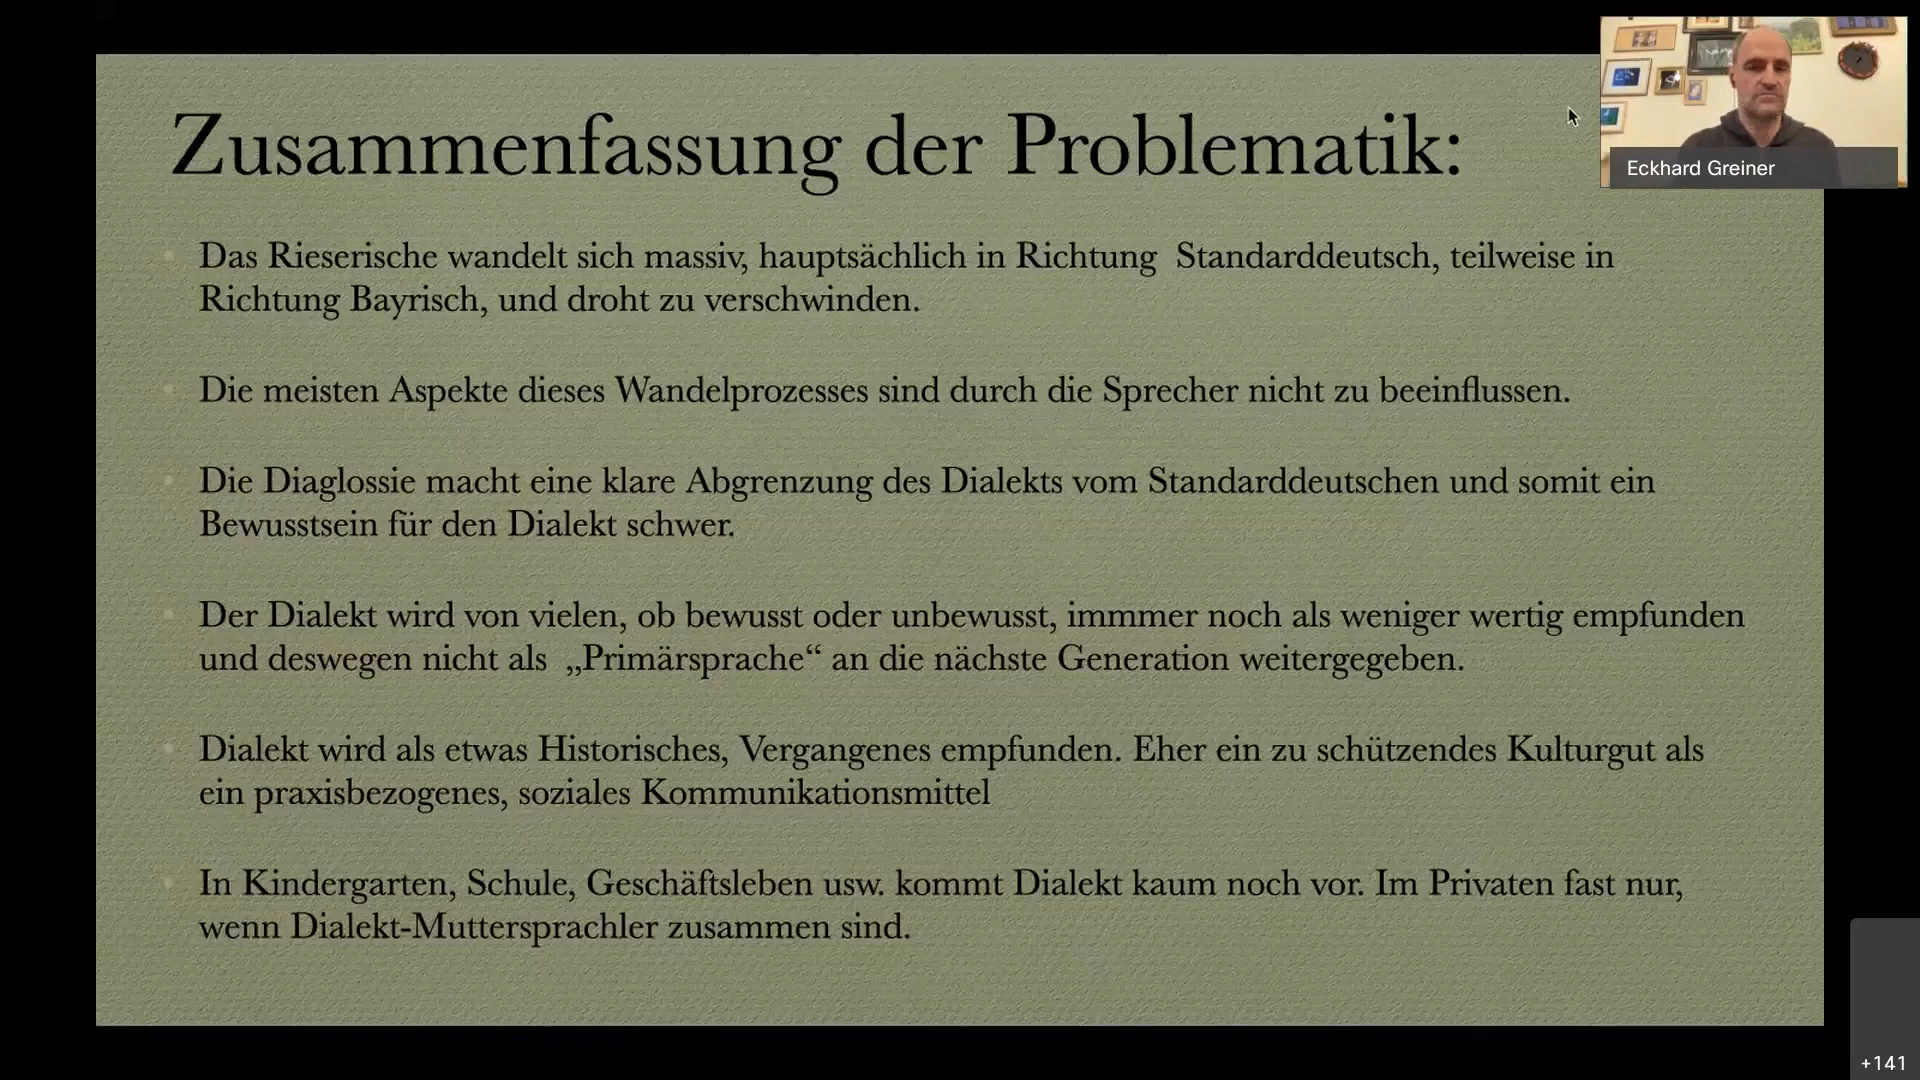 Zusammenfassung der Problematik:
Eckhard Greiner
Das Rieserische wandelt sich massiv, hauptsächlich in Richtung Standarddeutsch, teilweise in
Richtung Bayrisch, und droht zu verschwinden.
Die meisten Aspekte dieses Wandelprozesses sind durch die Sprecher nicht zu beeinflussen.
Die Diaglossie macht eine klare Abgrenzung des Dialekts vom Standarddeutschen und somit ein
Bewusstsein für den Dialekt schwer.
Der Dialekt wird von vielen, ob bewusst oder unbewusst, immmer noch als weniger wertig empfunden
und deswegen nicht als „Primärsprache“ an die nächste Generation weitergegeben.
Dialekt wird als etwas Historisches, Vergangenes empfunden. Eher ein zu schützendes Kulturgut als
ein praxisbezogenes, soziales Kommunikationsmittel
In Kindergarten, Schule, Geschäftsleben usw. kommt Dialekt kaum noch vor. Im Privaten fast nur,
wenn Dialekt-Muttersprachler zusammen sind.
+141